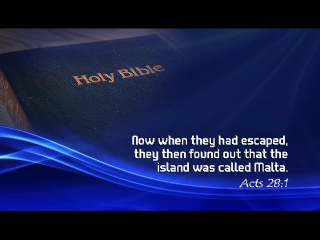 Holy Bible
Now when they had escaped,
they then found out that the
island was called Malta.
Acts 28:1